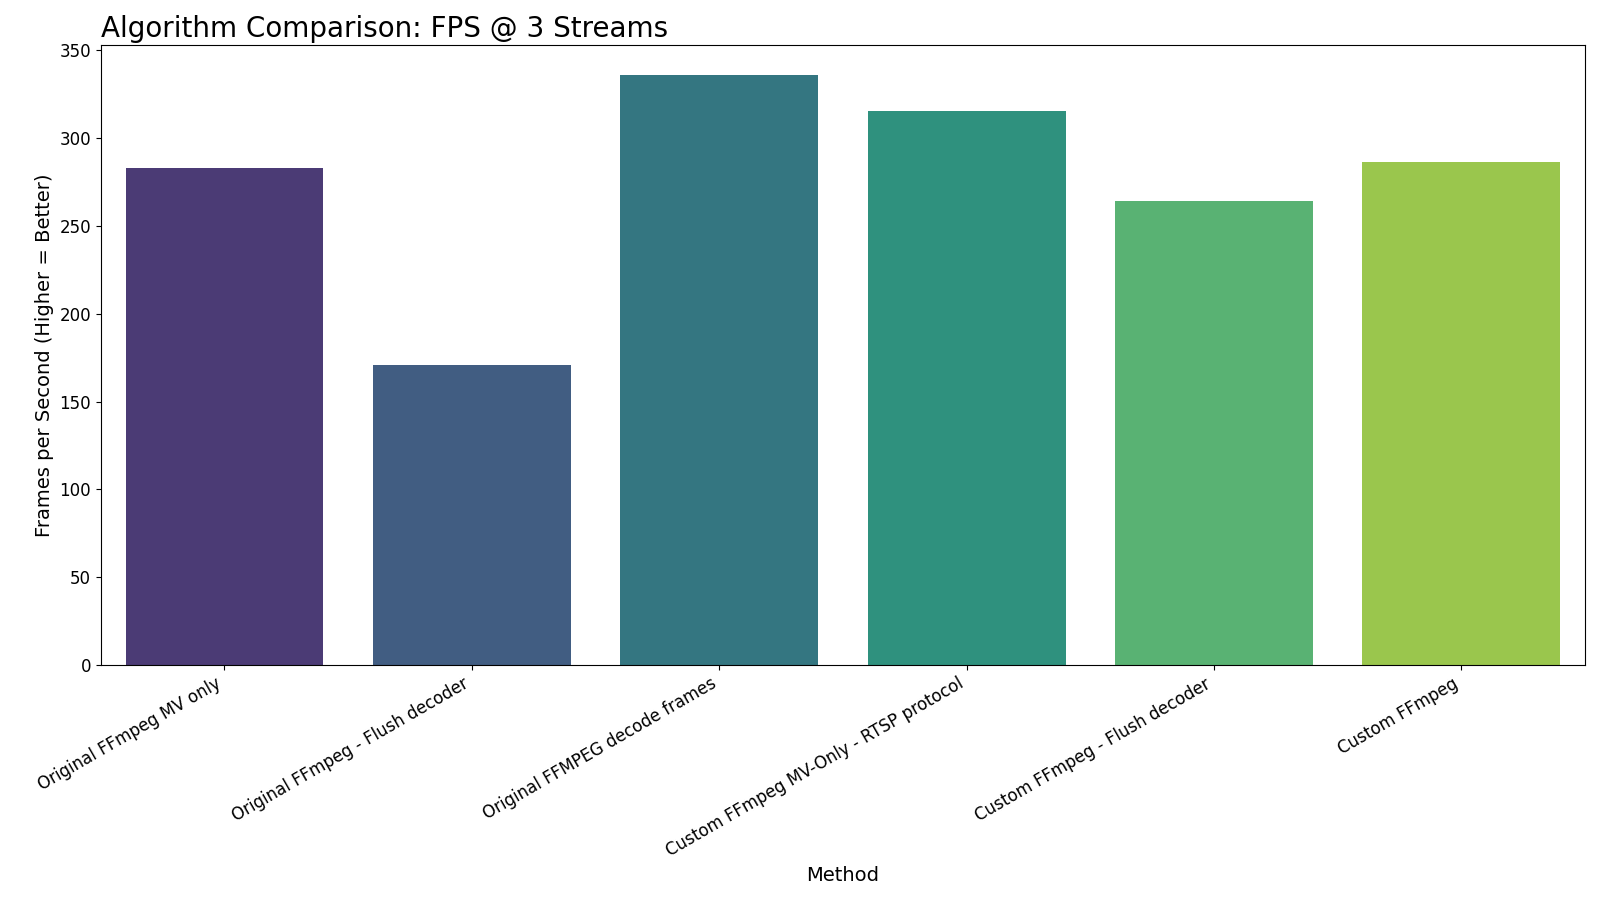 Algorithm Comparison: FPS @ 3 Streams
Frames per Second (Higher = Better)
350
300
250
200
150
100
50
0
Original FFmpeg MV only
Original FFmpeg - Flush decoder
Original FFMPEG decode frames
Custom FFmpeg MV-Only - RTSP protocol
Custom FFmpeg - Flush decoder
Custom FFmpeg
Method